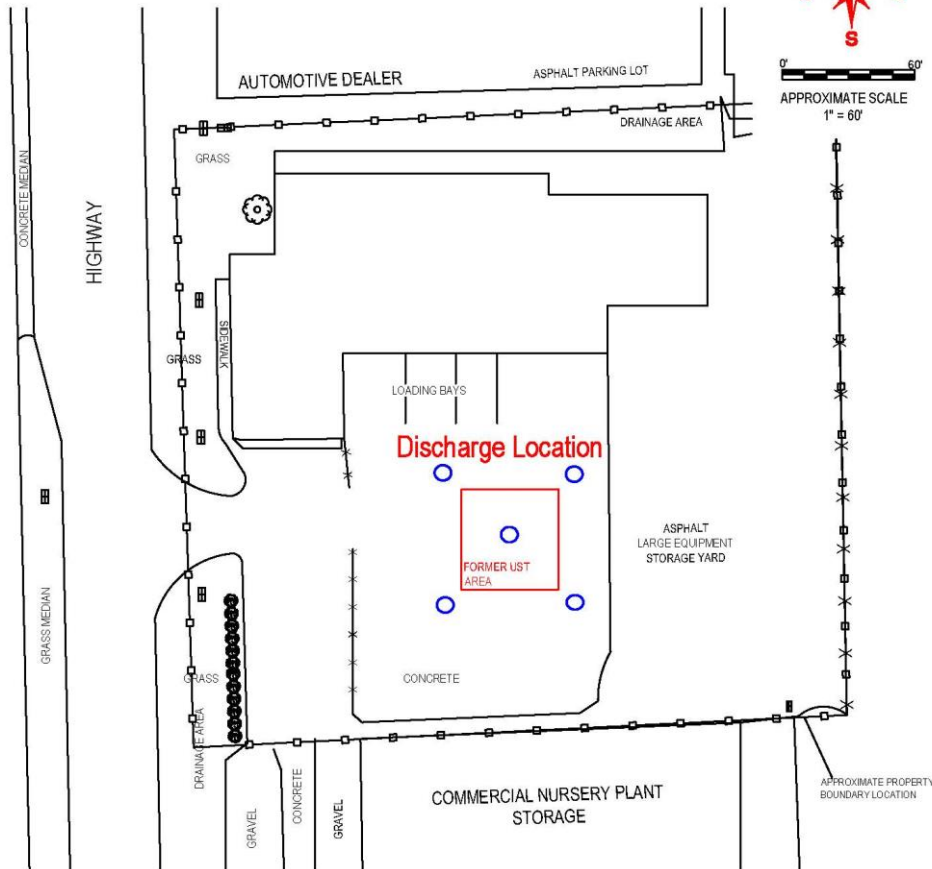 S
0' 60'
APPROXIMATE SCALE
1" = 60'
AUTOMOTIVE DEALER
ASPHALT PARKING LOT
DRAINAGE AREA
GRASS
CONCRETE MEDIAN
HIGHWAY
SIDEWALK
GRASS
LOADING BAYS
Discharge Location
ASPHALT
LARGE EQUIPMENT
STORAGE YARD
FORMER UST
AREA
GRASS MEDIAN
GRASS
CONCRETE
DRAINAGE AREA
GRAVEL
CONCRETE
GRAVEL
COMMERCIAL NURSERY PLANT
STORAGE
APPROXIMATE PROPERTY
BOUNDARY LOCATION